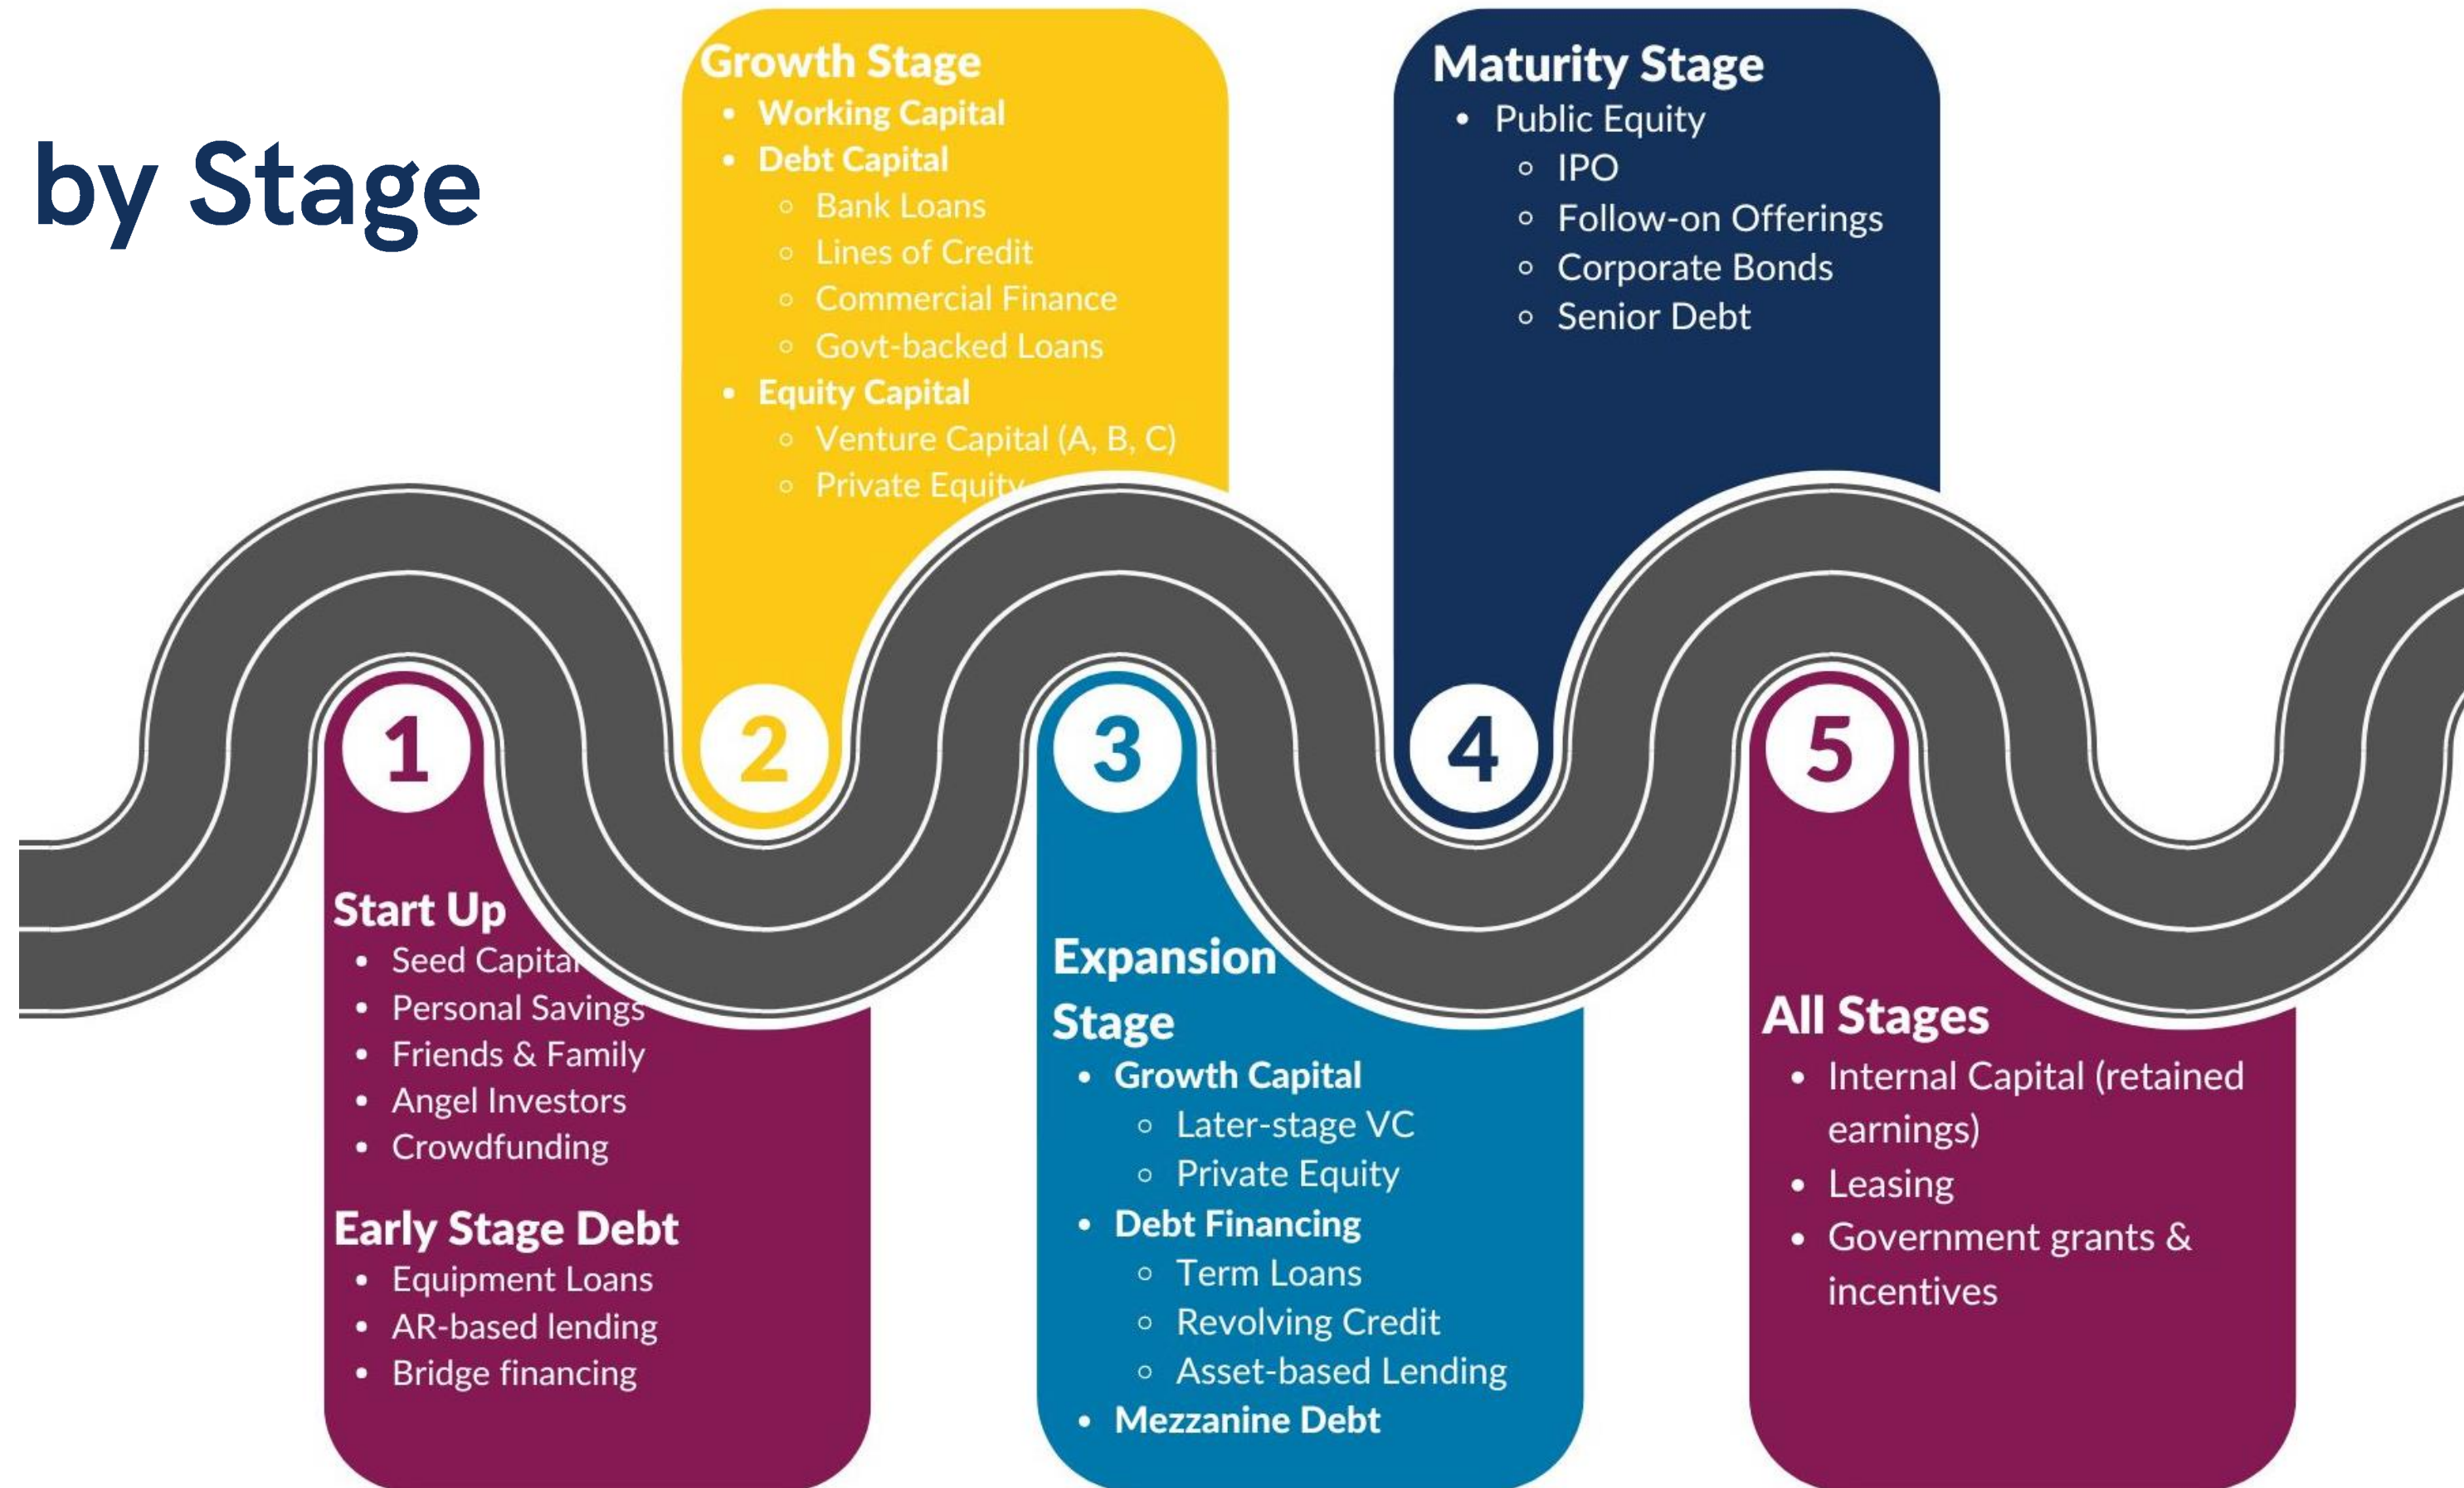 by Stage
Growth Stage
• Working Capital
• Debt Capital
◦ Bank Loans
◦ Lines of Credit
◦ Commercial Finance
◦ Govt-backed Loans
• Equity Capital
◦ Venture Capital (A, B, C)
◦ Private Equity
Maturity Stage
• Public Equity
◦ IPO
◦ Follow-on Offerings
◦ Corporate Bonds
◦ Senior Debt
1
2
3
4
5
Start Up
• Seed Capital
• Personal Savings
• Friends & Family
• Angel Investors
• Crowdfunding
Early Stage Debt
• Equipment Loans
• AR-based lending
• Bridge financing
Expansion
Stage
• Growth Capital
◦ Later-stage VC
◦ Private Equity
• Debt Financing
◦ Term Loans
◦ Revolving Credit
◦ Asset-based Lending
• Mezzanine Debt
All Stages
• Internal Capital (retained
earnings)
• Leasing
• Government grants &
incentives